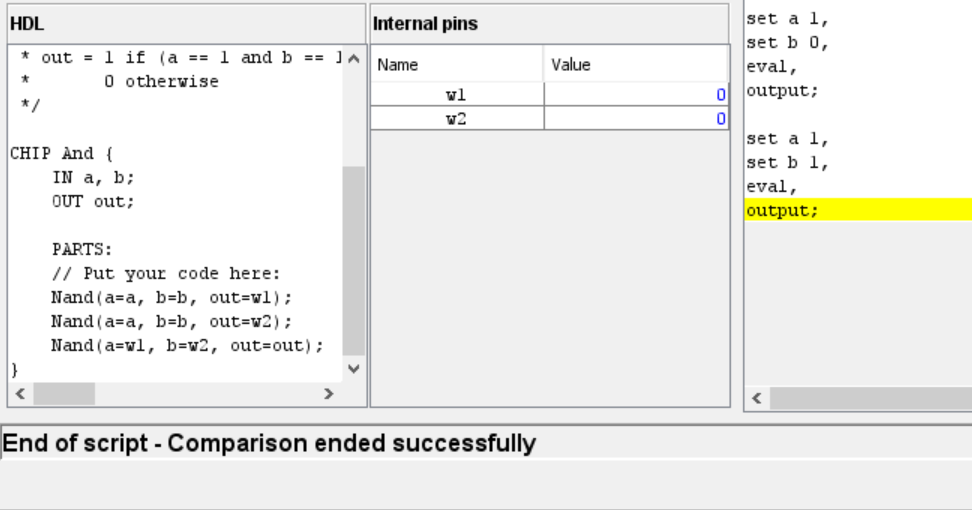 HDL
 * out = 1 if (a == 1 and b == 1
 *       0 otherwise
 */
CHIP And {
    IN a, b;
    OUT out;
    PARTS:
    // Put your code here:
    Nand(a=a, b=b, out=w1);
    Nand(a=a, b=b, out=w2);
    Nand(a=w1, b=w2, out=out);
}
Internal pins
Name Value
w1 0
w2 0
set a 1,
set b 0,
eval,
output;
set a 1,
set b 1,
eval,
output;
End of script - Comparison ended successfully